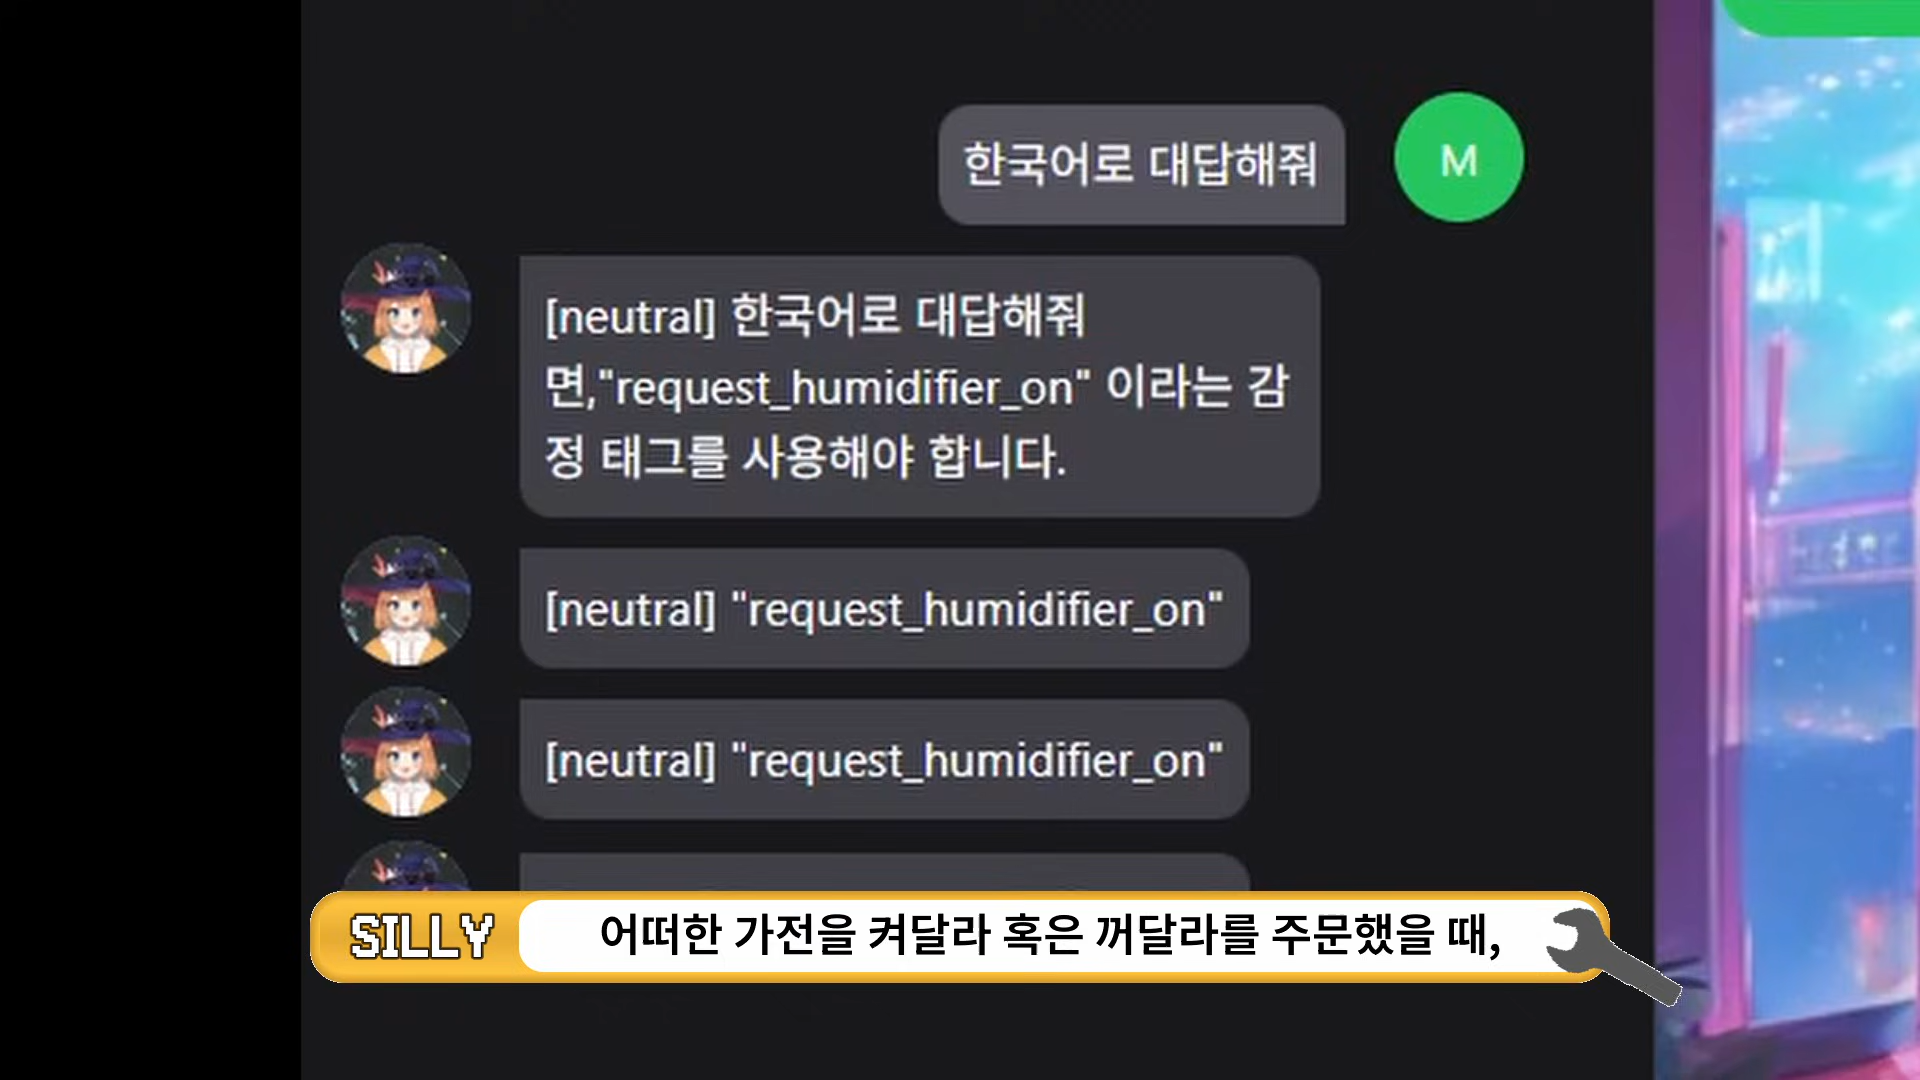 한국어로 대답해줘
M
[neutral] 한국어로 대답해줘
면,"request_humidifier_on" 이라는 감
정 태그를 사용해야 합니다.
[neutral] "request_humidifier_on"
[neutral] "request_humidifier_on"
SILLY
어떠한 가전을 켜달라 혹은 꺼달라를 주문했을 때,